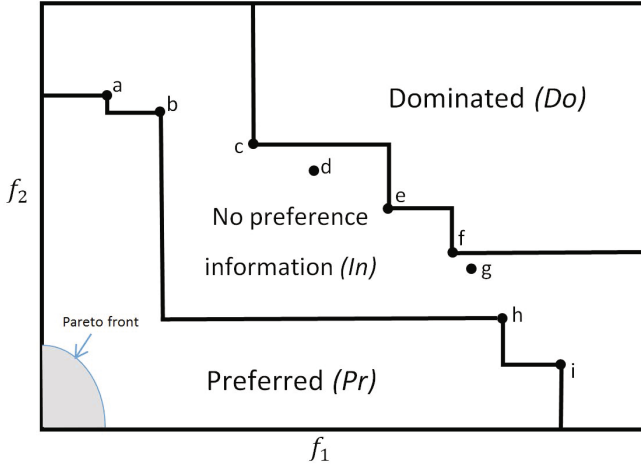 a
b
Dominated (Do)
c
d
f₂
e
No preference
f
information (In)
g
h
Pareto front
i
Preferred (Pr)
f₁